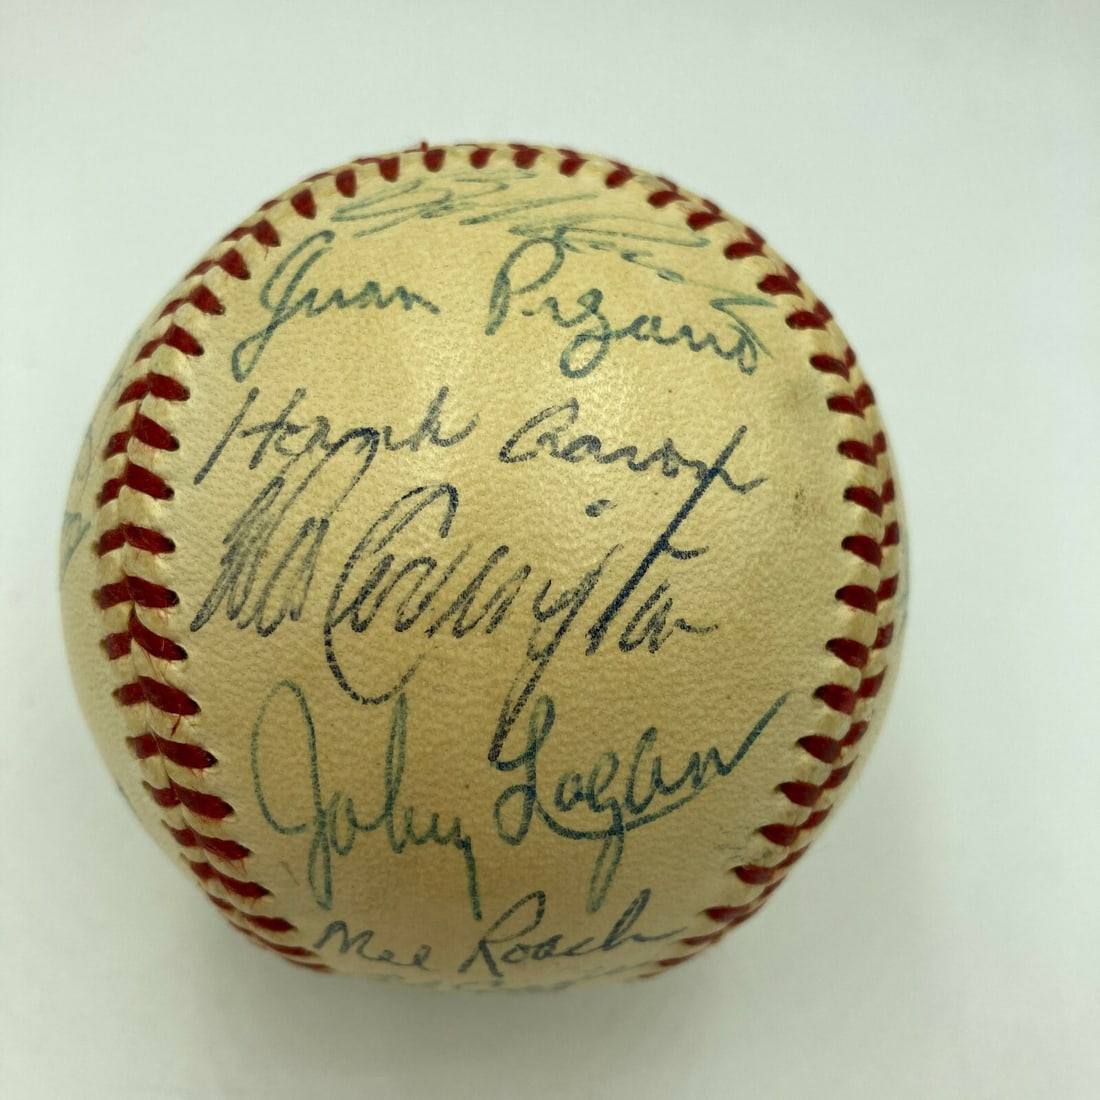 Juan Pizarro
Hank Aaron
Wes Covington
Johnny Logan
Mel Roach